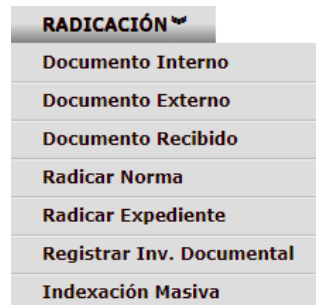 RADICACIÓN
Documento Interno
Documento Externo
Documento Recibido
Radicar Norma
Radicar Expediente
Registrar Inv. Documental
Indexación Masiva